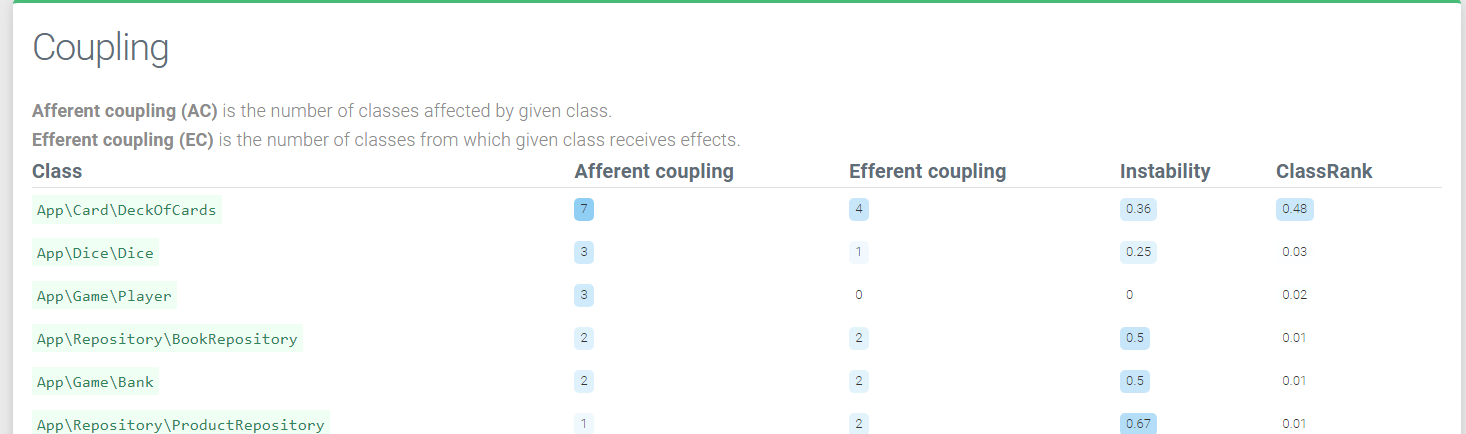 Coupling
Afferent coupling (AC) is the number of classes affected by given class.
Efferent coupling (EC) is the number of classes from which given class receives effects.
Class Afferent coupling Efferent coupling Instability ClassRank
App\Card\DeckOfCards 7 4 0.36 0.48
App\Dice\Dice 3 1 0.25 0.03
App\Game\Player 3 0 0 0.02
App\Repository\BookRepository 2 2 0.5 0.01
App\Game\Bank 2 2 0.5 0.01
App\Repository\ProductRepository 1 2 0.67 0.01